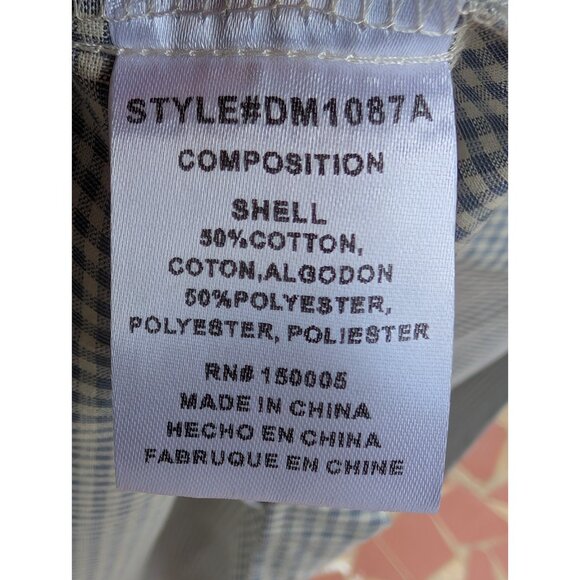 STYLE#DM1087A
COMPOSITION
SHELL
50%COTTON,
COTON,ALGODON
50%POLYESTER,
POLYESTER, POLIESTER
RN# 150005
MADE IN CHINA
HECHO EN CHINA
FABRUQUE EN CHINE